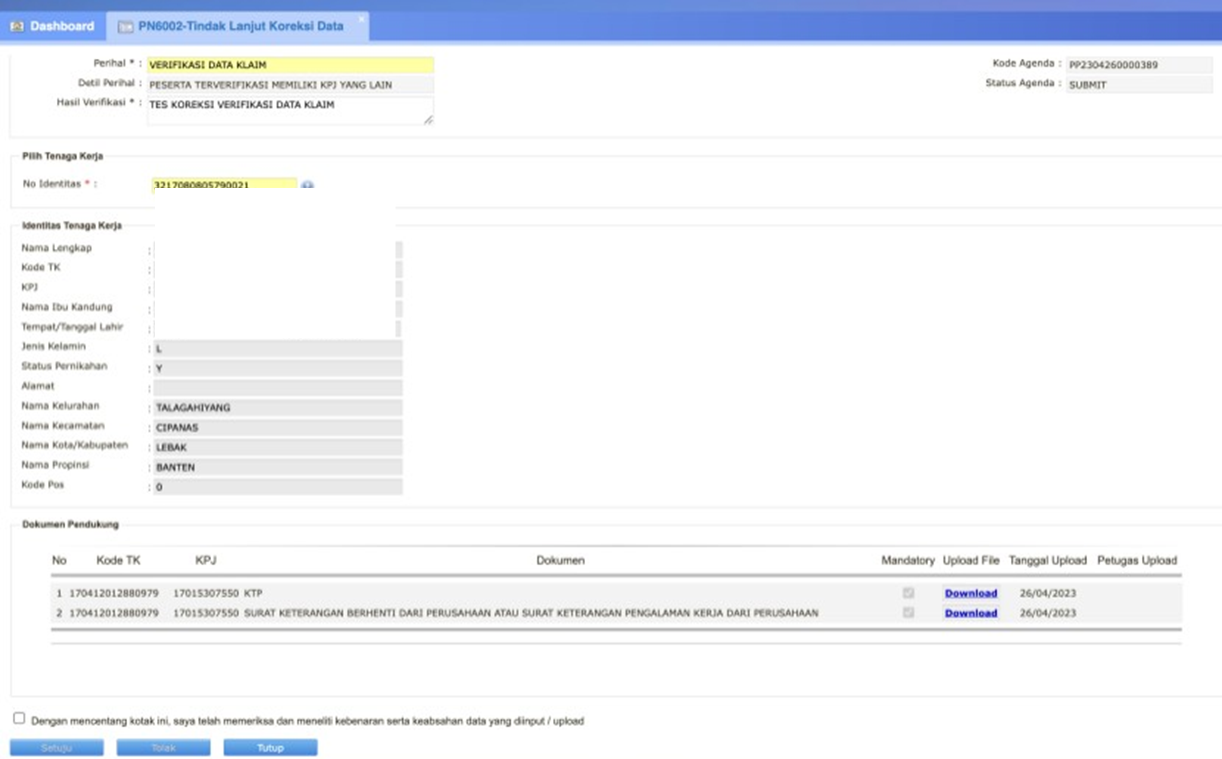 Dashboard PN6002-Tindak Lanjut Koreksi Data
Perihal * : VERIFIKASI DATA KLAIM Kode Agenda : PP2304260000389
Detil Perihal : PESERTA TERVERIFIKASI MEMILIKI KPJ YANG LAIN Status Agenda : SUBMIT
Hasil Verifikasi * : TES KOREKSI VERIFIKASI DATA KLAIM
Pilih Tenaga Kerja
No Identitas * : 3217080805790021
Identitas Tenaga Kerja
Nama Lengkap :
Kode TK :
KPJ :
Nama Ibu Kandung :
Tempat/Tanggal Lahir :
Jenis Kelamin : L
Status Pernikahan : Y
Alamat :
Nama Kelurahan : TALAGAHIYANG
Nama Kecamatan : CIPANAS
Nama Kota/Kabupaten : LEBAK
Nama Propinsi : BANTEN
Kode Pos : 0
Dokumen Pendukung
No Kode TK KPJ Dokumen Mandatory Upload File Tanggal Upload Petugas Upload
1 170412012880979 17015307550 KTP Download 26/04/2023
2 170412012880979 17015307550 SURAT KETERANGAN BERHENTI DARI PERUSAHAAN ATAU SURAT KETERANGAN PENGALAMAN KERJA DARI PERUSAHAAN Download 26/04/2023
Dengan mencentang kotak ini, saya telah memeriksa dan meneliti kebenaran serta keabsahan data yang diinput / upload
Setuju Tolak Tutup